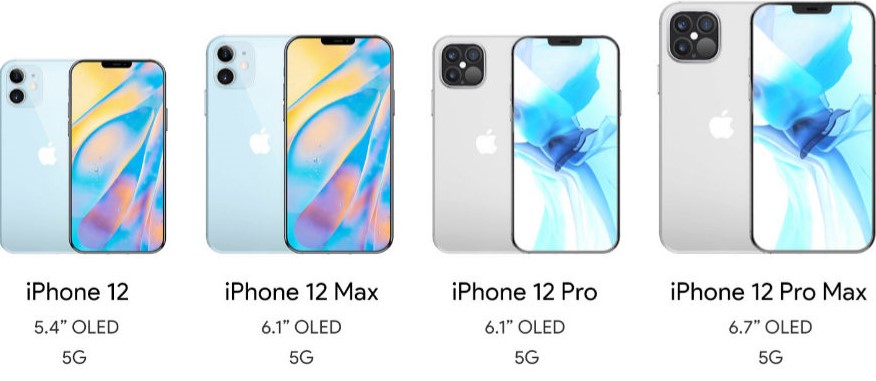 iPhone 12
5.4” OLED
5G
iPhone 12 Max
6.1” OLED
5G
iPhone 12 Pro
6.1” OLED
5G
iPhone 12 Pro Max
6.7” OLED
5G